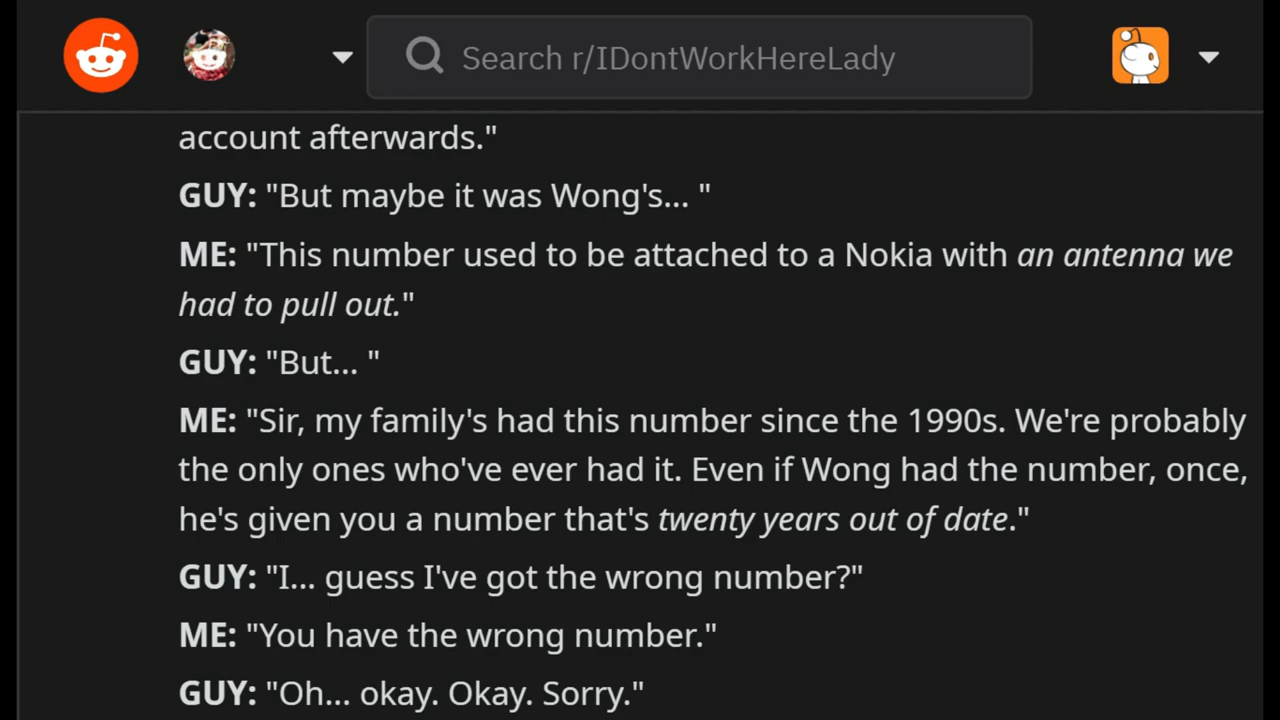 Search r/IDontWorkHereLady
account afterwards."
GUY: "But maybe it was Wong's... "
ME: "This number used to be attached to a Nokia with an antenna we
had to pull out."
GUY: "But... "
ME: "Sir, my family's had this number since the 1990s. We're probably
the only ones who've ever had it. Even if Wong had the number, once,
he's given you a number that's twenty years out of date."
GUY: "I... guess I've got the wrong number?"
ME: "You have the wrong number."
GUY: "Oh... okay. Okay. Sorry."